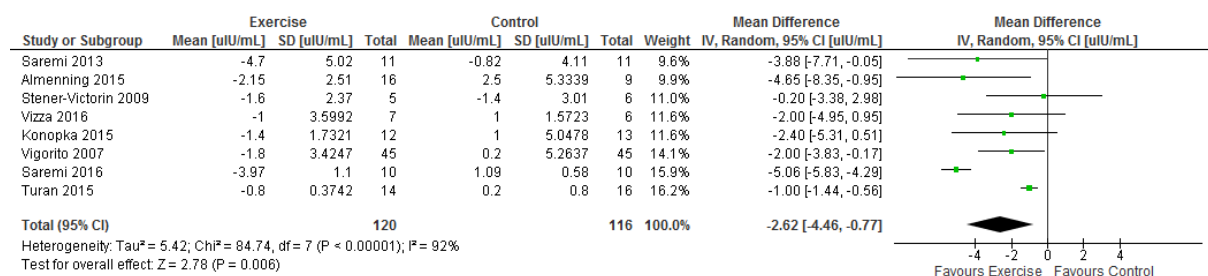 Exercise Control Mean Difference Mean Difference
Study or Subgroup Mean [uIU/mL] SD [uIU/mL] Total Mean [uIU/mL] SD [uIU/mL] Total Weight IV, Random, 95% CI [uIU/mL] IV, Random, 95% CI [uIU/mL]
Saremi 2013 -4.7 5.02 11 -0.82 4.11 11 9.6% -3.88 [-7.71, -0.05]
Almenning 2015 -2.15 2.51 16 2.5 5.3339 9 9.8% -4.65 [-8.35, -0.95]
Stener-Victorin 2009 -1.6 2.37 5 -1.4 3.01 6 11.0% -0.20 [-3.38, 2.98]
Vizza 2016 -1 3.5992 7 1 1.5723 6 11.6% -2.00 [-4.95, 0.95]
Konopka 2015 -1.4 1.7321 12 1 5.0478 13 11.6% -2.40 [-5.31, 0.51]
Vigorito 2007 -1.8 3.4247 45 0.2 5.2637 45 14.1% -2.00 [-3.83, -0.17]
Saremi 2016 -3.97 1.1 10 1.09 0.58 10 15.9% -5.06 [-5.83, -4.29]
Turan 2015 -0.8 0.3742 14 0.2 0.8 16 16.2% -1.00 [-1.44, -0.56]
Total (95% CI) 120 116 100.0% -2.62 [-4.46, -0.77]
Heterogeneity: Tau² = 5.42; Chi² = 84.74, df = 7 (P < 0.00001); I² = 92%
Test for overall effect: Z = 2.78 (P = 0.006)
-4 -2 0 2 4
Favours Exercise Favours Control